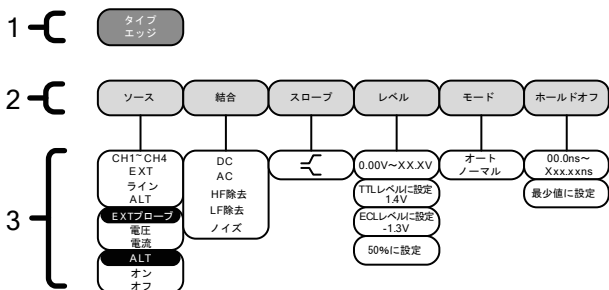 1
タイプ
エッジ
2
ソース
結合
スロープ
レベル
モード
ホールドオフ
3
CH1~CH4
EXT
ライン
ALT
EXTプローブ
電圧
電流
ALT
オン
オフ
DC
AC
HF除去
LF除去
ノイズ
0.00V～XX.XV
TTLレベルに設定
1.4V
ECLレベルに設定
-1.3V
50%に設定
オート
ノーマル
00.0ns～
Xxx.xxns
最少値に設定